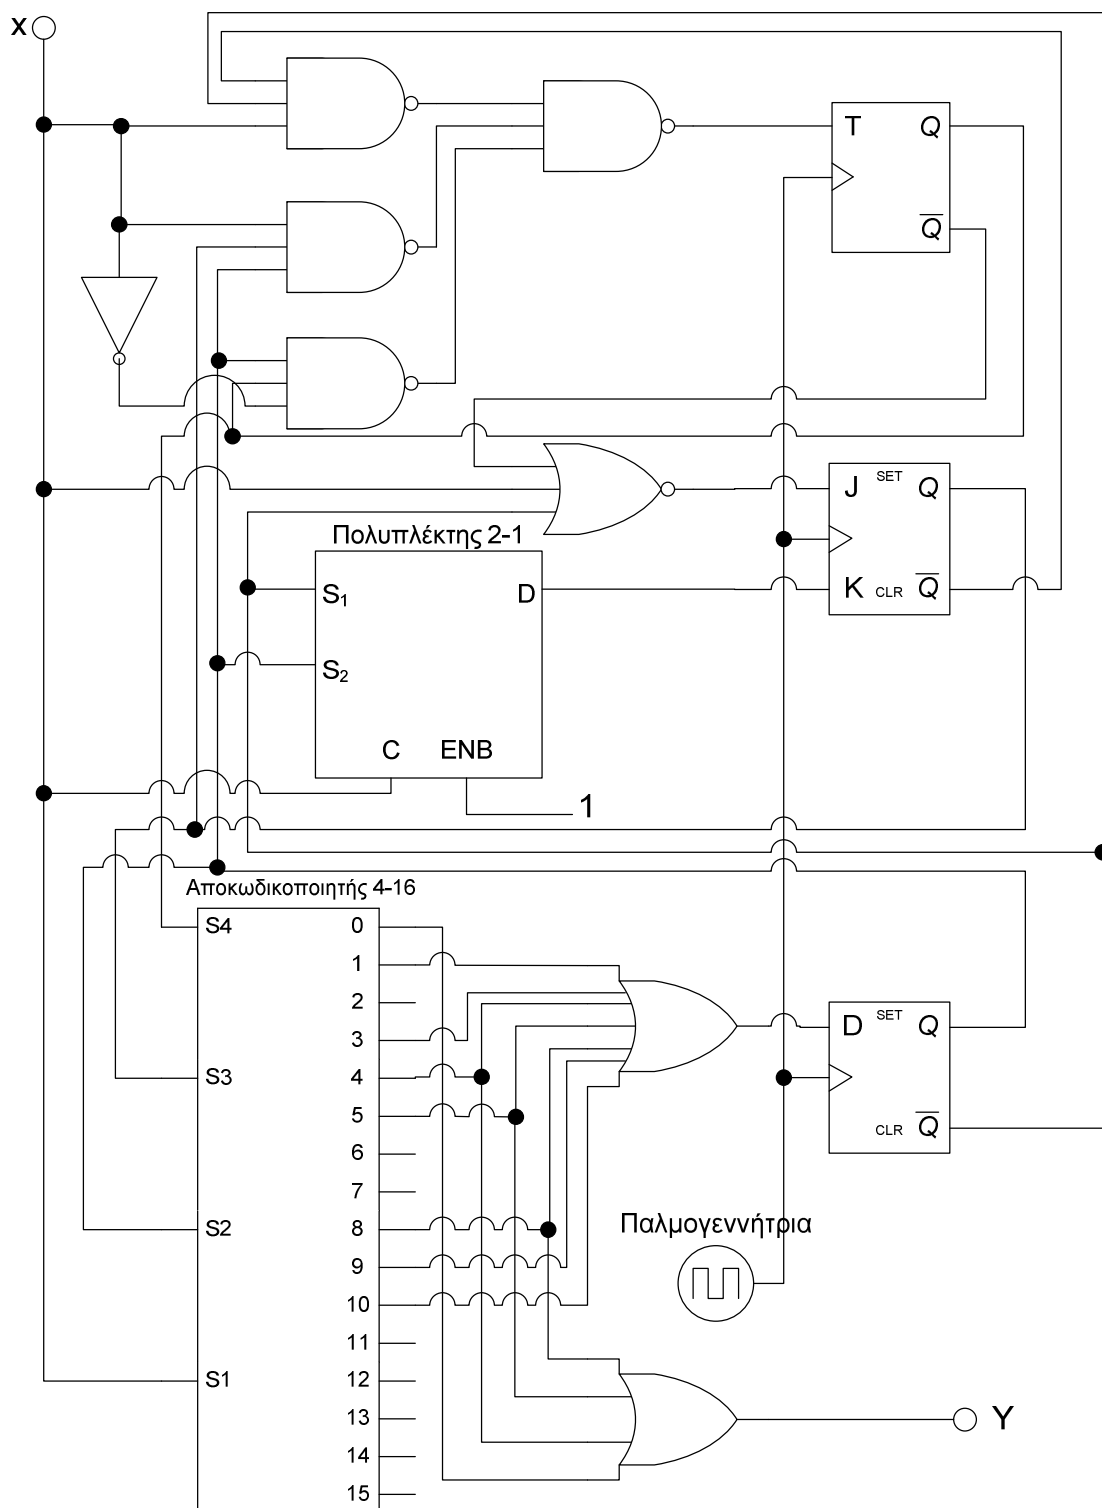 X
T Q
Q̅
J SET Q
K CLR Q̅
Πολυπλέκτης 2-1
S₁ D
S₂
C ENB
1
Αποκωδικοποιητής 4-16
S4 0
1
2
3
S3 4
5
6
7
S2 8
9
10
11
S1 12
13
14
15
D SET Q
CLR Q̅
Παλμογεννήτρια
Y